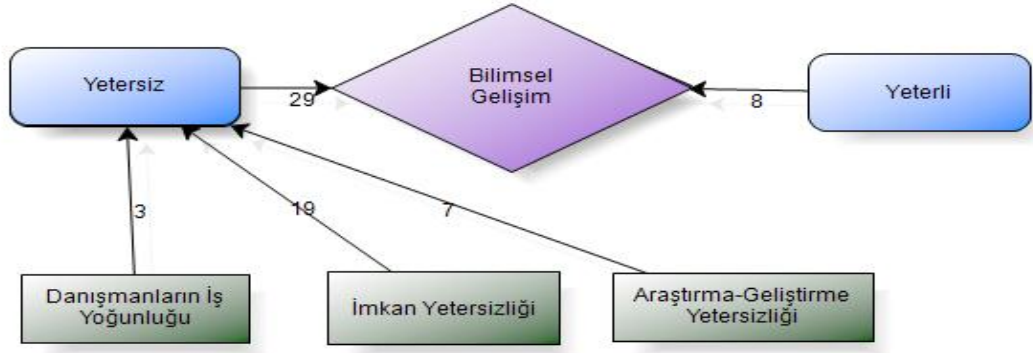 Yetersiz
29
Bilimsel
Gelişim
8
Yeterli
3
19
7
Danışmanların İş
Yoğunluğu
İmkan Yetersizliği
Araştırma-Geliştirme
Yetersizliği